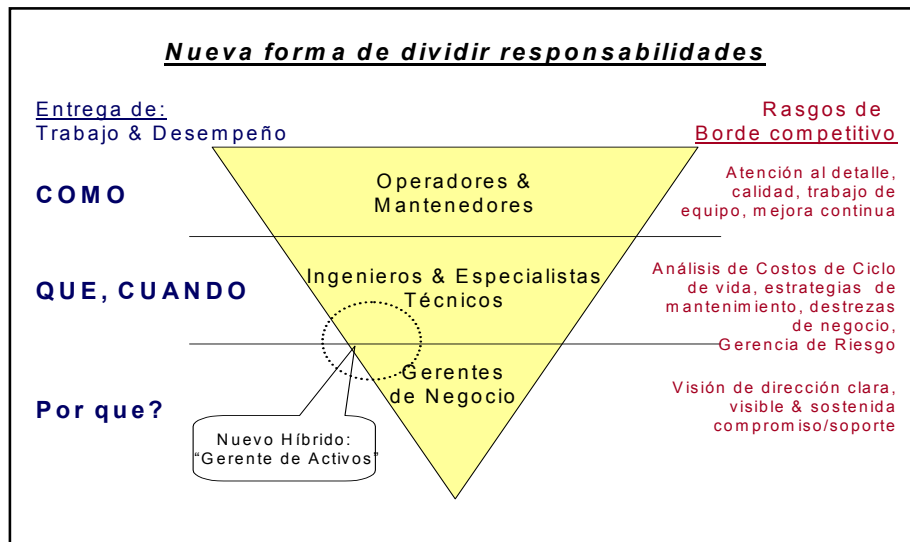 Nueva forma de dividir responsabilidades
Entrega de:
Trabajo & Desempeño
Rasgos de
Borde competitivo
COMO
Operadores &
Mantenedores
Atención al detalle,
calidad, trabajo de
equipo, mejora continua
QUE, CUANDO
Ingenieros & Especialistas
Técnicos
Análisis de Costos de Ciclo
de vida, estrategias de
mantenimiento, destrezas
de negocio,
Gerencia de Riesgo
Por que?
Gerentes
de Negocio
Visión de dirección clara,
visible & sostenida
compromiso/soporte
Nuevo Híbrido:
“Gerente de Activos”